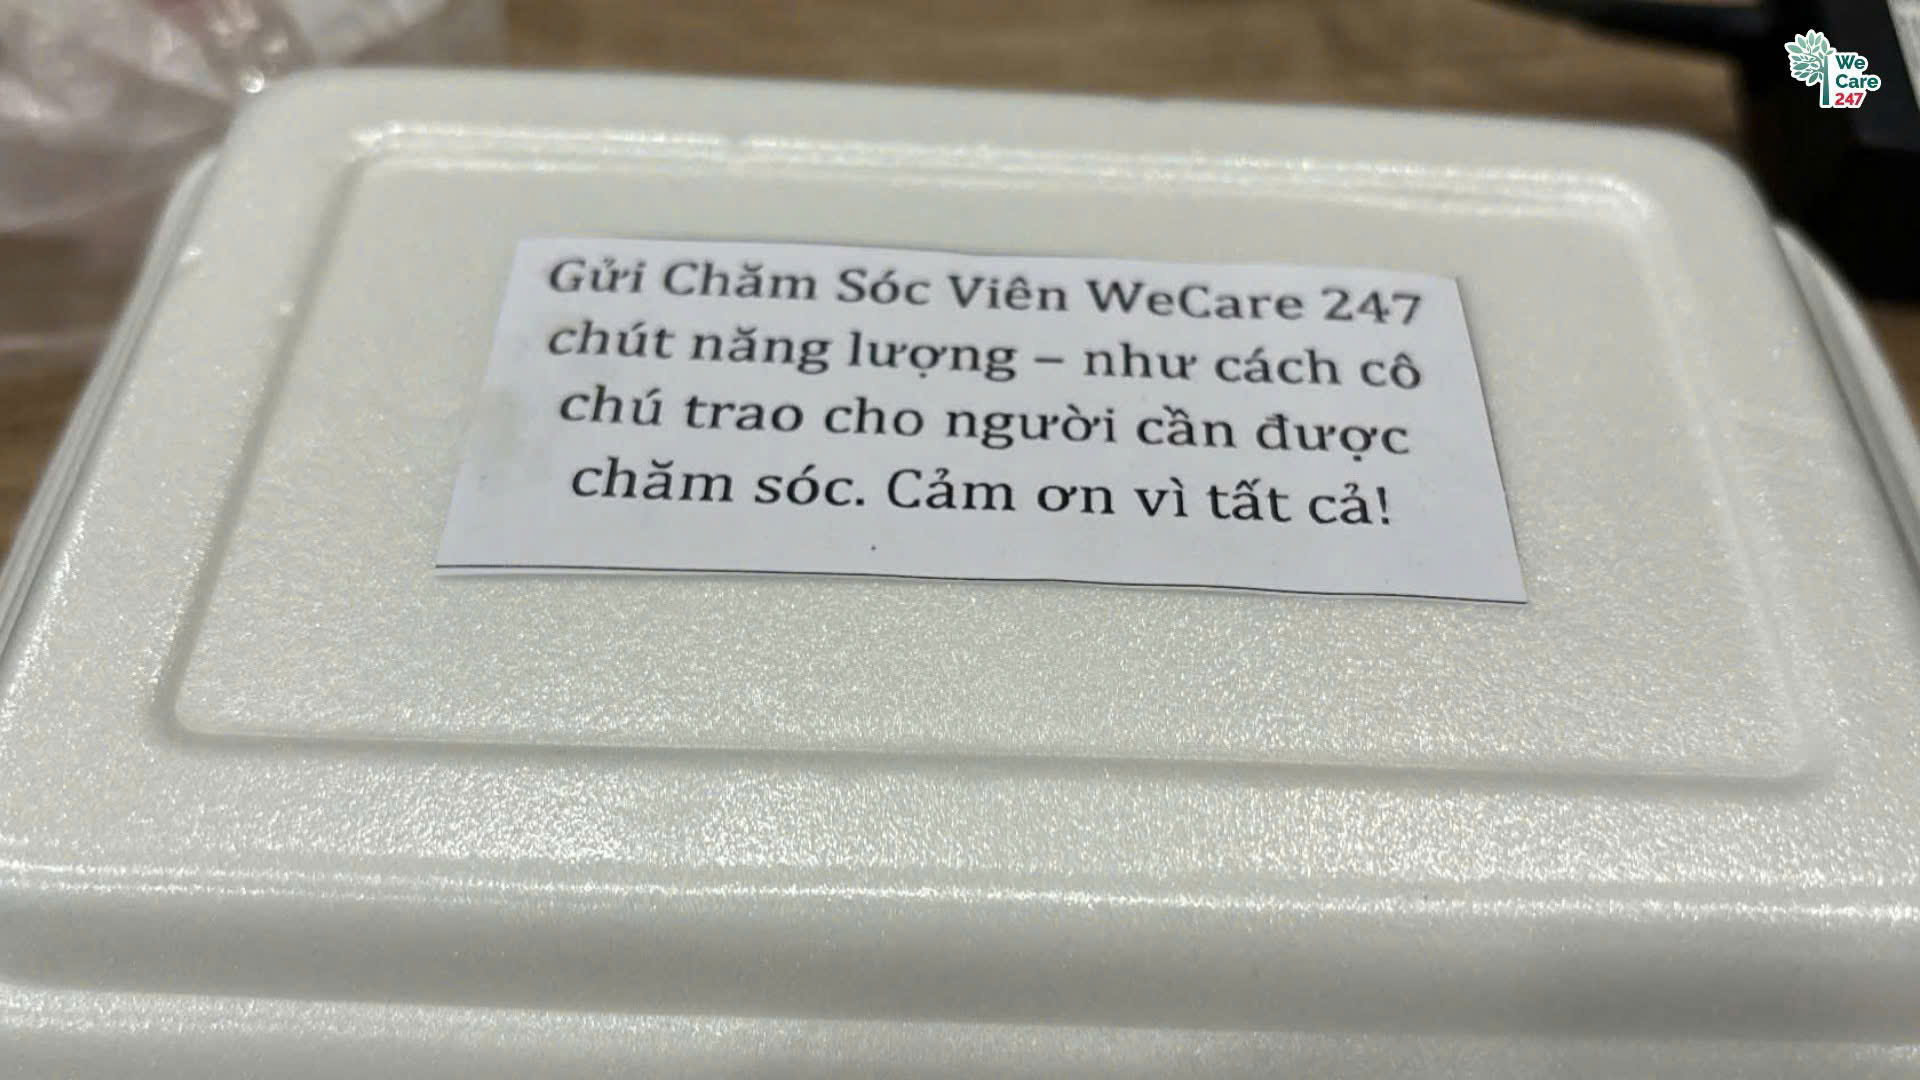 Gửi Chăm Sóc Viên WeCare 247
chút năng lượng – như cách cô
chú trao cho người cần được
chăm sóc. Cảm ơn vì tất cả!
We
Care
247